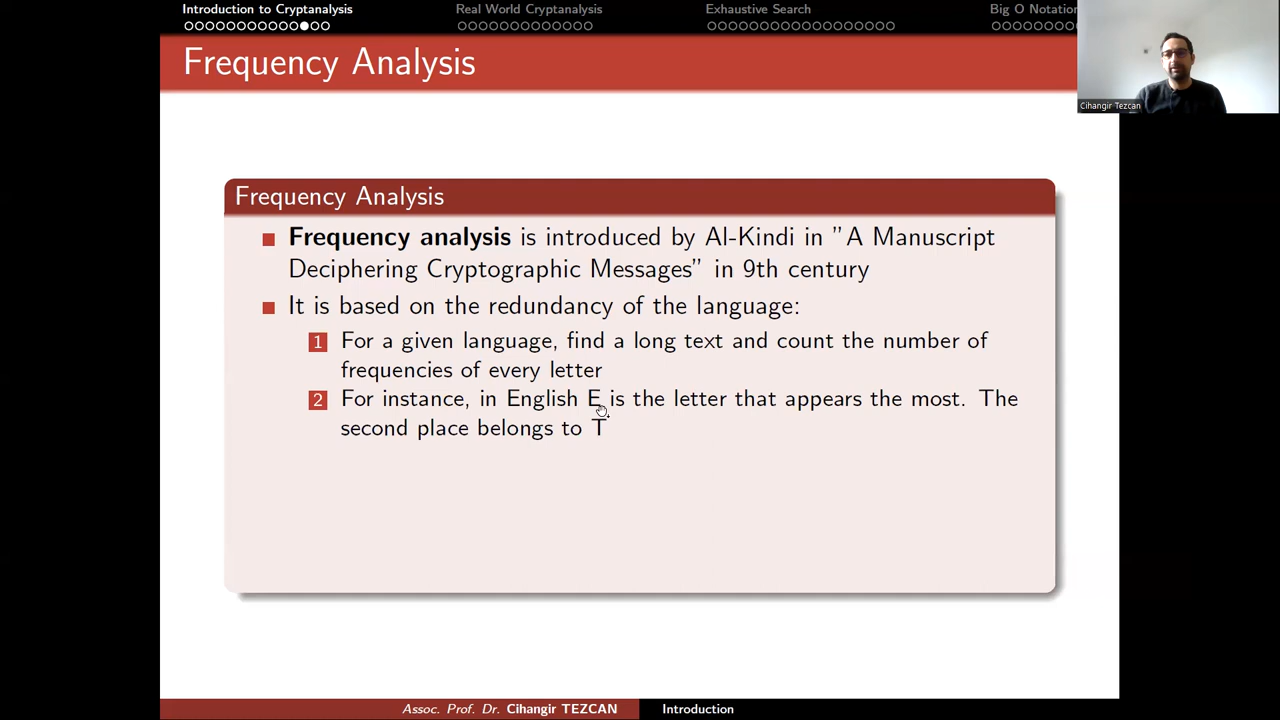 Introduction to Cryptanalysis
Real World Cryptanalysis
Exhaustive Search
Big O Notation
Frequency Analysis
Cihangir Tezcan
Frequency Analysis
Frequency analysis is introduced by Al-Kindi in "A Manuscript
Deciphering Cryptographic Messages" in 9th century
It is based on the redundancy of the language:
1 For a given language, find a long text and count the number of
frequencies of every letter
2 For instance, in English E is the letter that appears the most. The
second place belongs to T
Assoc. Prof. Dr. Cihangir TEZCAN
Introduction